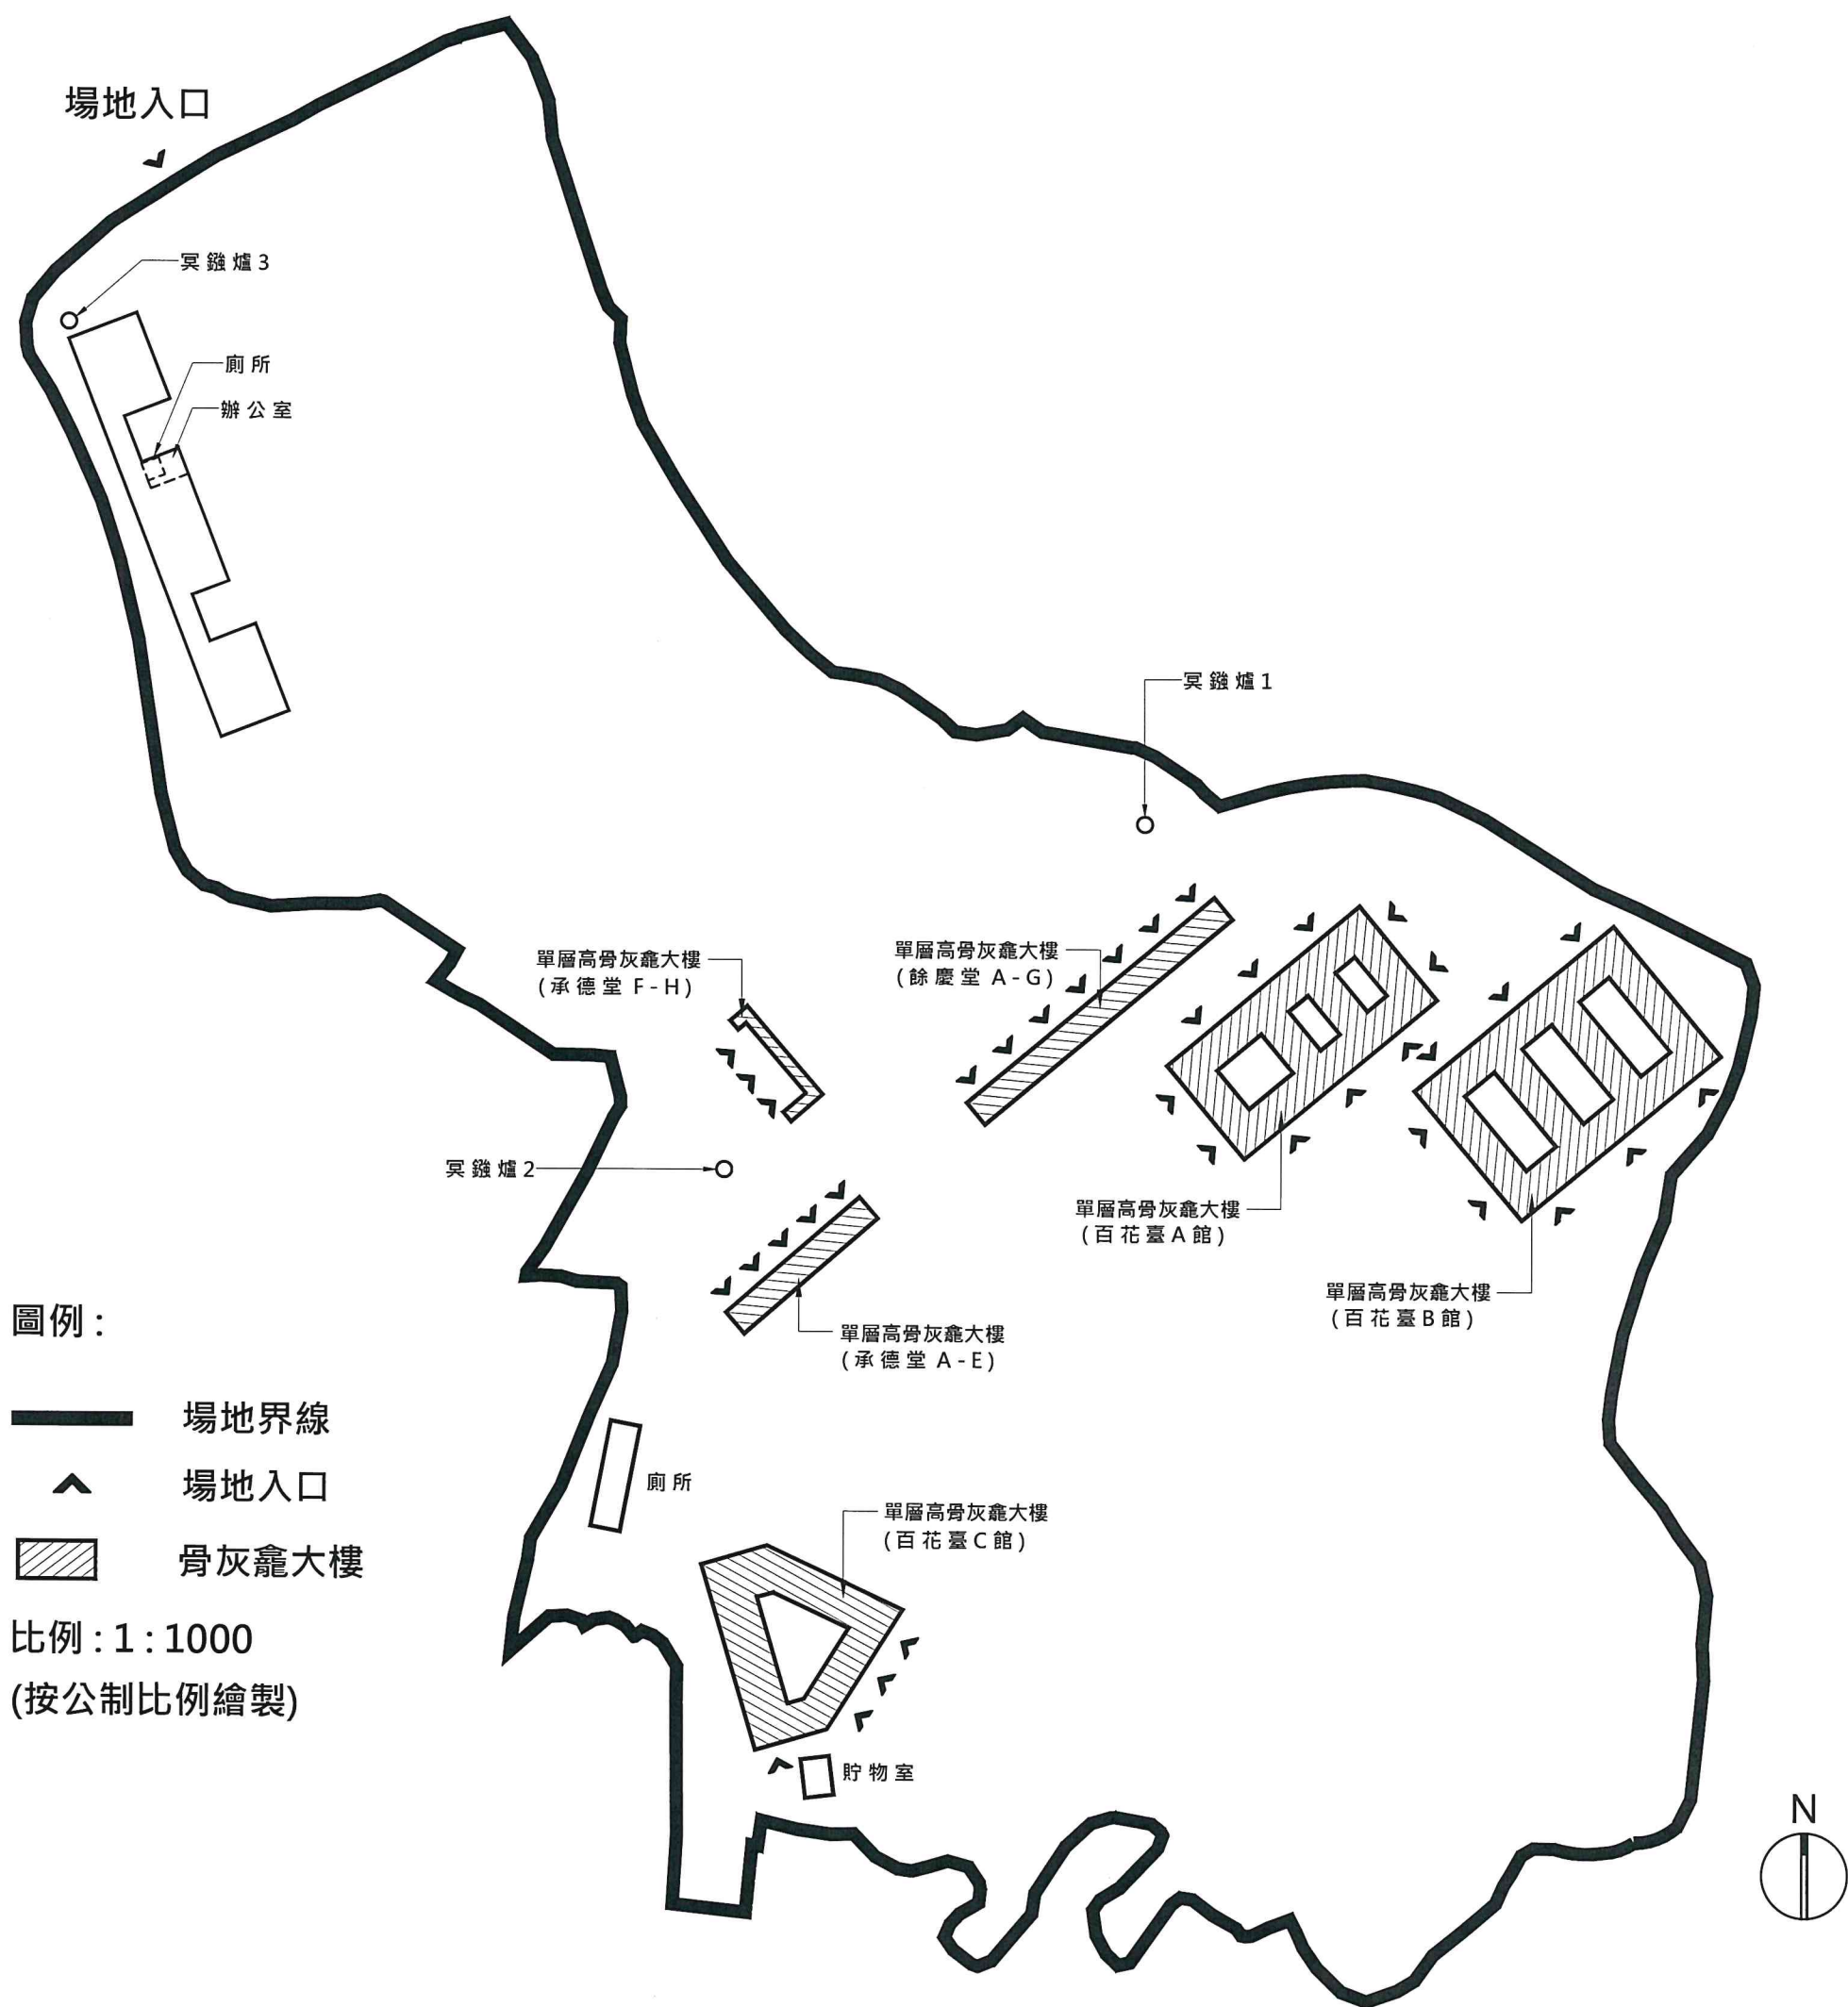 場地入口
冥鏹爐3
廁所
辦公室
冥鏹爐1
單層高骨灰龕大樓
(承德堂 F-H)
單層高骨灰龕大樓
(餘慶堂 A-G)
冥鏹爐2
單層高骨灰龕大樓
(百花臺A館)
單層高骨灰龕大樓
(百花臺B館)
單層高骨灰龕大樓
(承德堂 A-E)
廁所
單層高骨灰龕大樓
(百花臺C館)
貯物室
圖例 :
場地界線
場地入口
骨灰龕大樓
比例 : 1 : 1000
(按公制比例繪製)
N